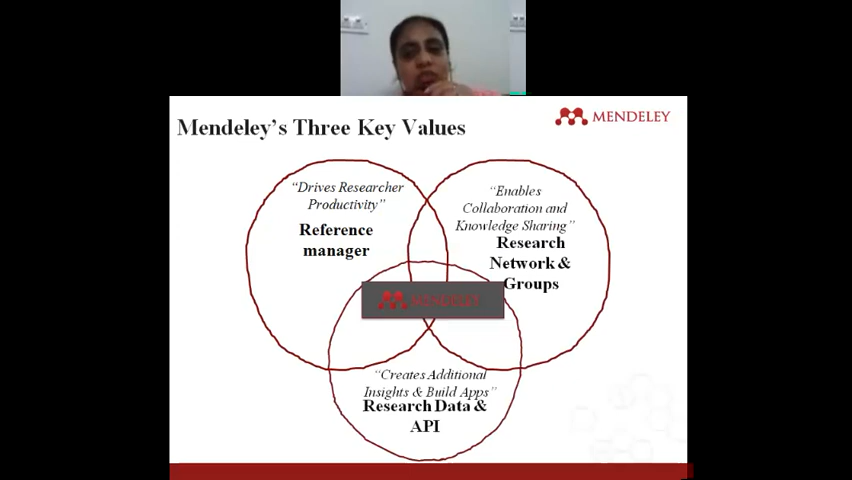 Mendeley's Three Key Values
MENDELEY
"Drives Researcher
Productivity"
Reference
manager
"Enables
Collaboration and
Knowledge Sharing"
Research
Network &
Groups
MENDELEY
"Creates Additional
Insights & Build Apps"
Research Data &
API